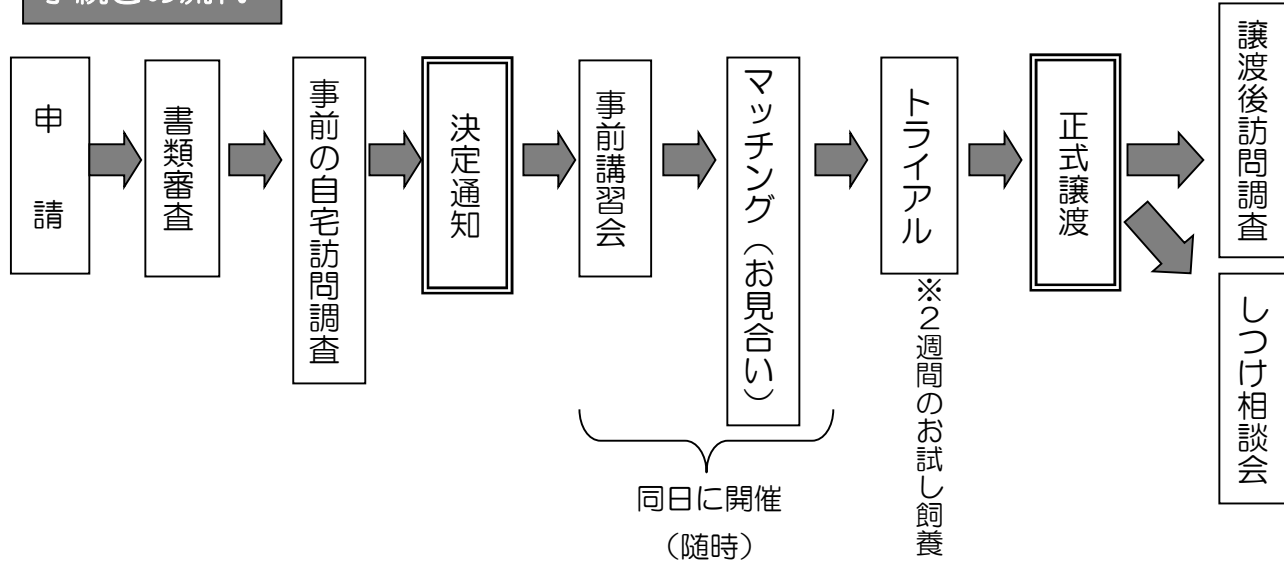 手続きの流れ
申請
書類審査
事前の自宅訪問調査
決定通知
事前講習会
マッチング（お見合い）
同日に開催
（随時）
トライアル
※２週間のお試し飼養
正式譲渡
譲渡後訪問調査
しつけ相談会